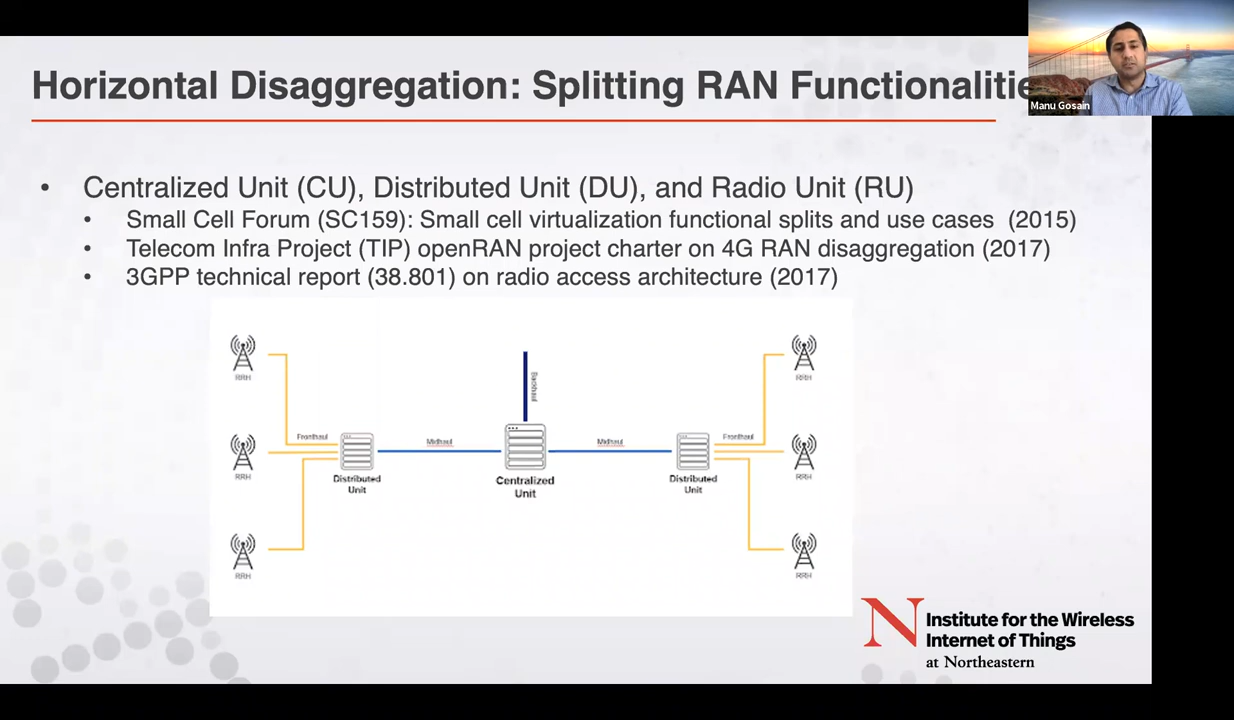 Horizontal Disaggregation: Splitting RAN Functionalitie
Manu Gosain
• Centralized Unit (CU), Distributed Unit (DU), and Radio Unit (RU)
• Small Cell Forum (SC159): Small cell virtualization functional splits and use cases (2015)
• Telecom Infra Project (TIP) openRAN project charter on 4G RAN disaggregation (2017)
• 3GPP technical report (38.801) on radio access architecture (2017)
RRH
RRH
Backhaul
Fronthaul
Midhaul
Midhaul
Fronthaul
RRH
Distributed
Unit
Centralized
Unit
Distributed
Unit
RRH
RRH
RRH
N
Institute for the Wireless
Internet of Things
at Northeastern